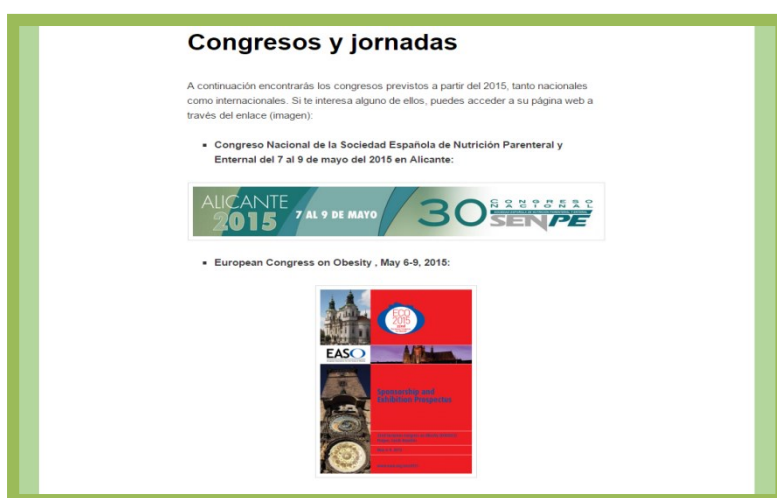 Congresos y jornadas
A continuación encontrarás los congresos previstos a partir del 2015, tanto nacionales
como internacionales. Si te interesa alguno de ellos, puedes acceder a su página web a
través del enlace (imagen):
Congreso Nacional de la Sociedad Española de Nutrición Parenteral y
Enternal del 7 al 9 de mayo del 2015 en Alicante:
ALICANTE
2015
7 AL 9 DE MAYO
30
CONGRESO
NACIONAL
SENPE
European Congress on Obesity , May 6-9, 2015:
ECO
2015
EASO
Sponsorship and
Exhibition Prospectus